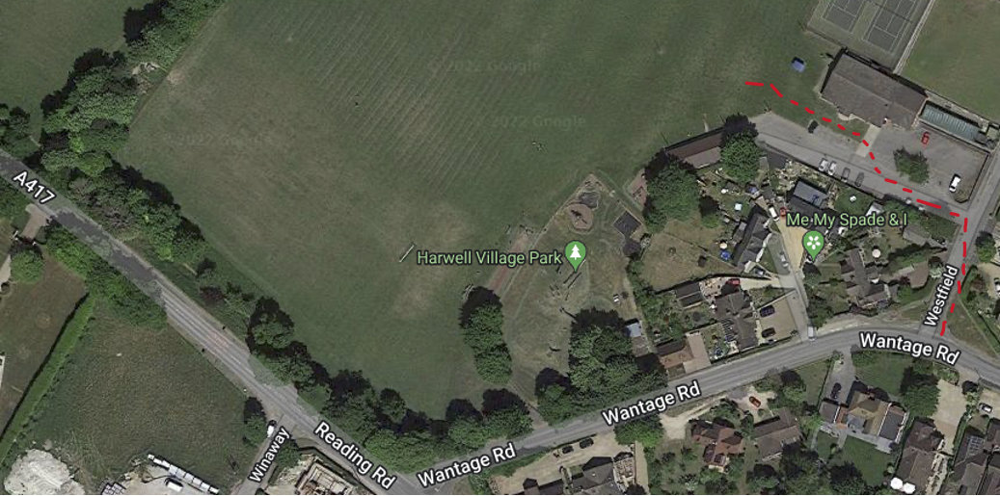 2022 Google
2022 Google
2022 Google
A417
Me My Spade & I
Harwell Village Park
Westfield
Wantage Rd
Wantage Rd
Reading Rd
Winaway
Wantage Rd